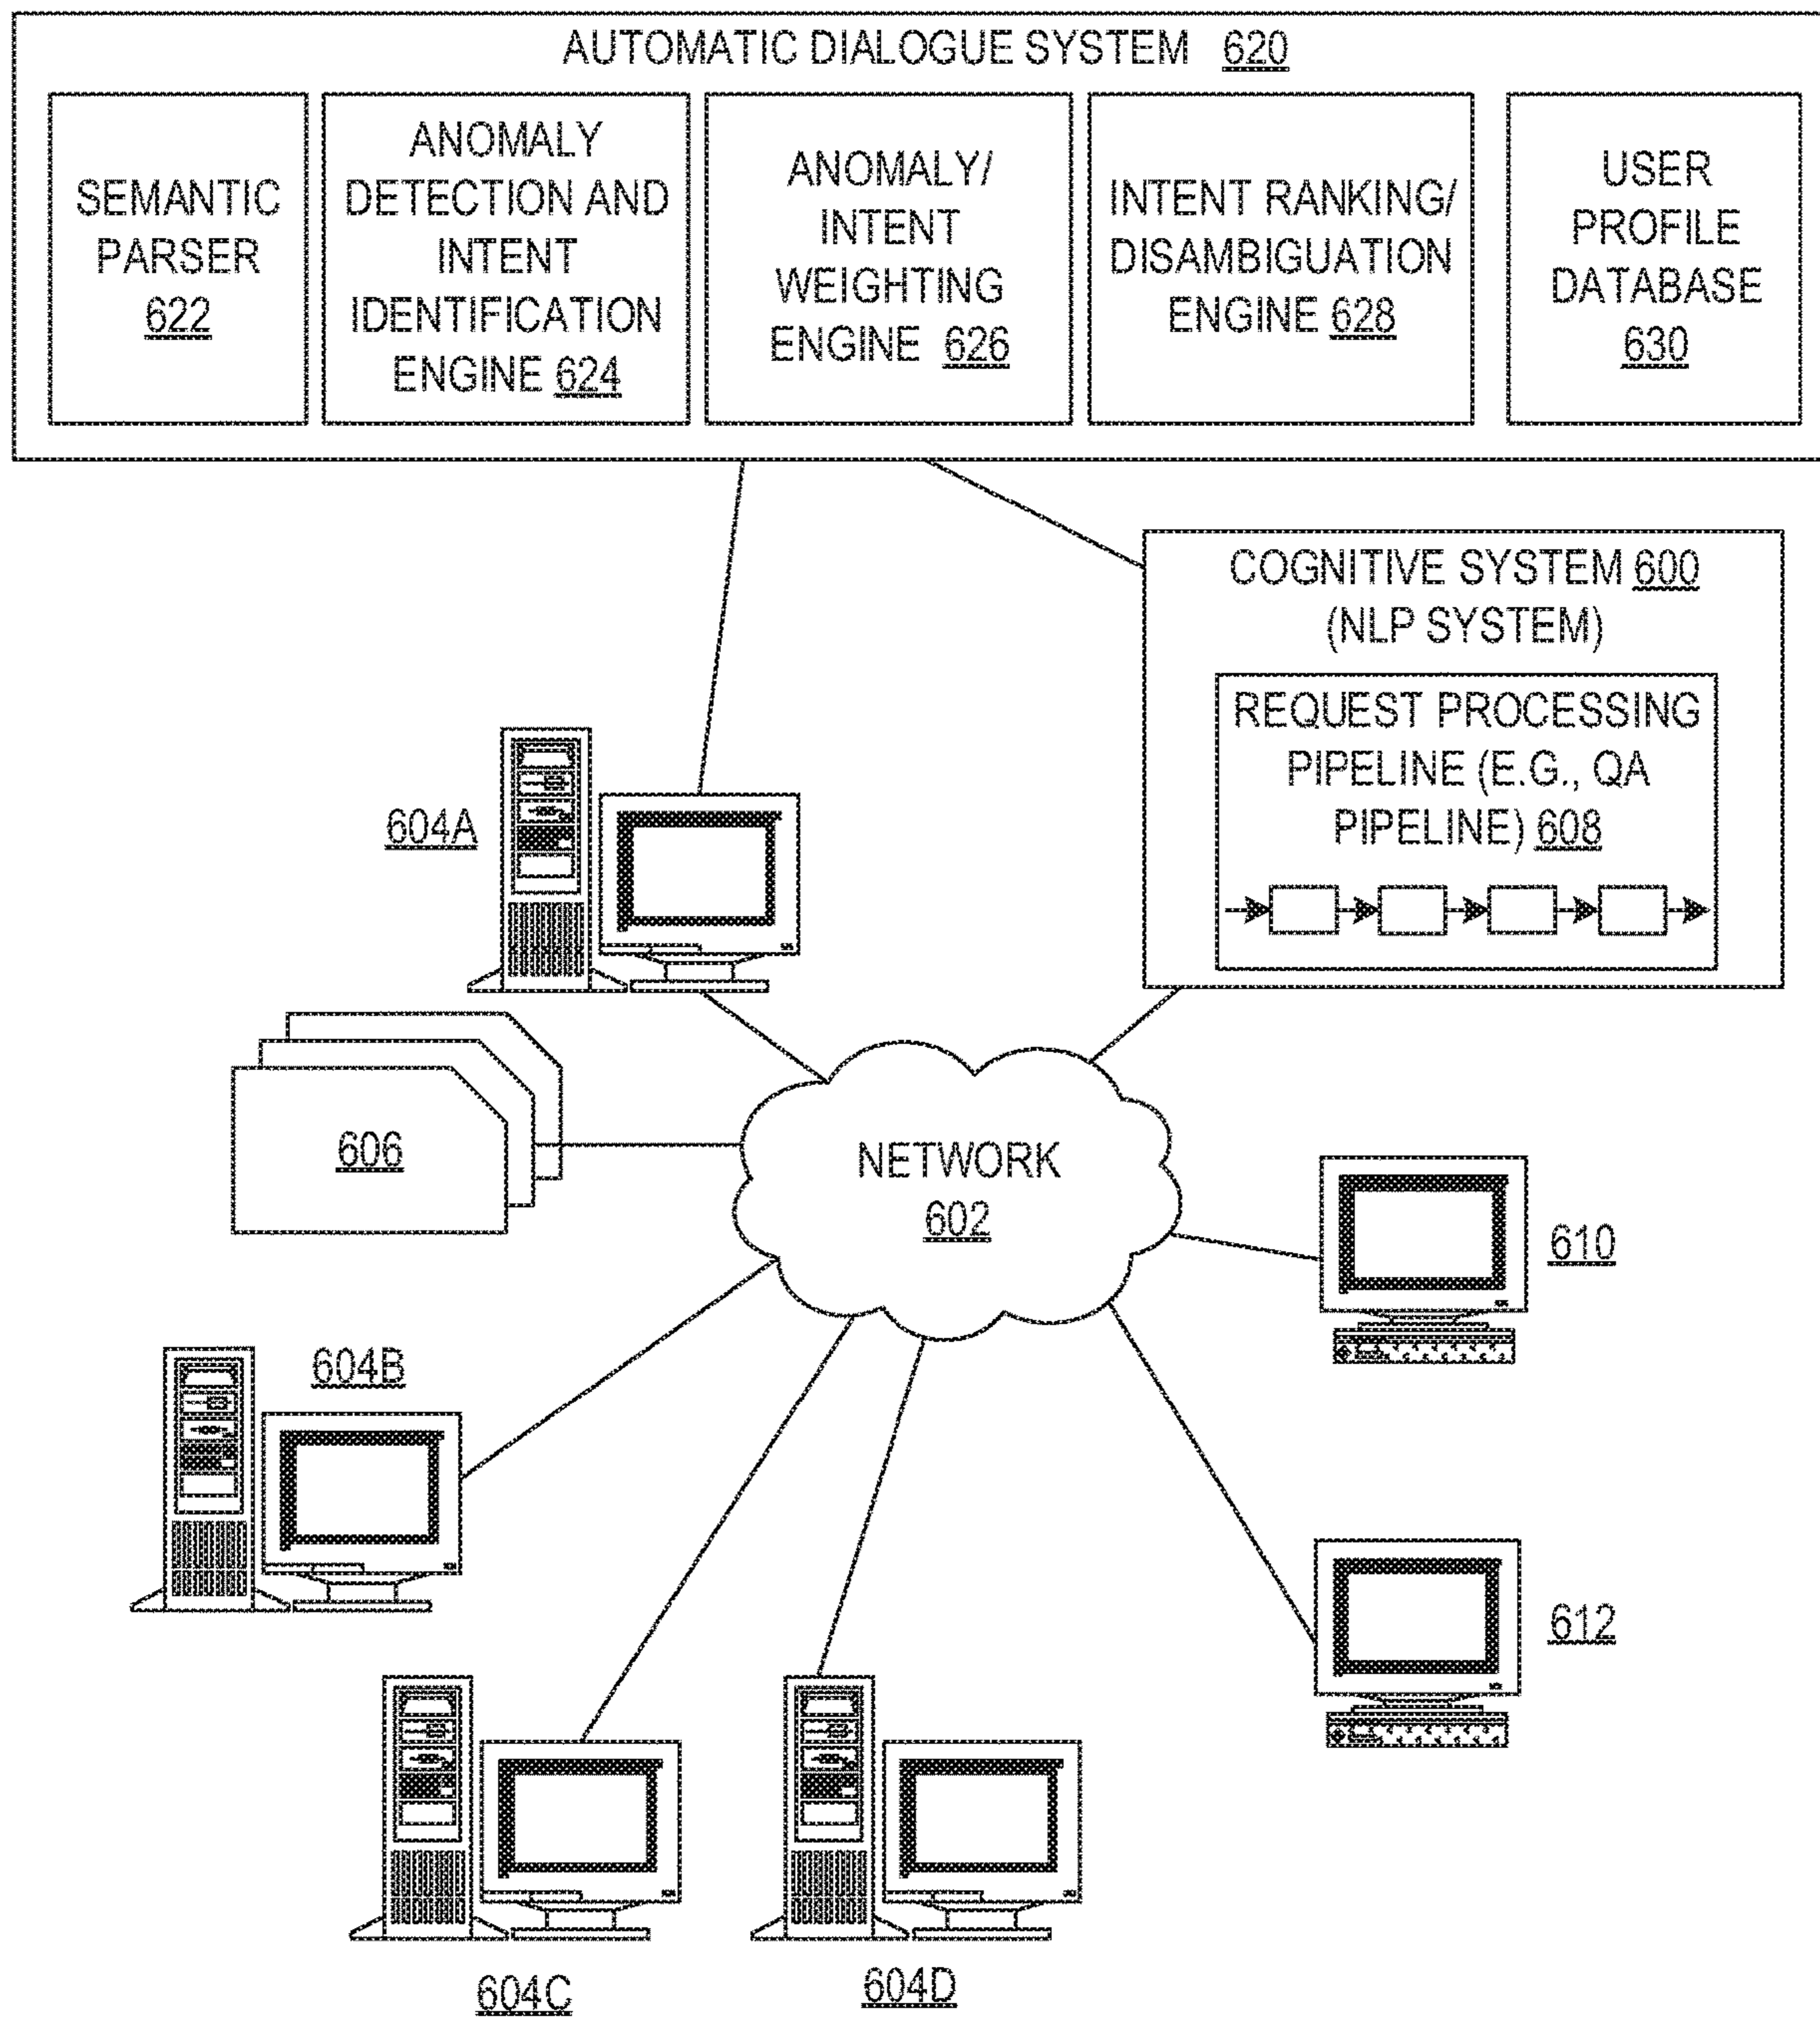 AUTOMATIC DIALOGUE SYSTEM 620
SEMANTIC
PARSER
622
ANOMALY
DETECTION AND
INTENT
IDENTIFICATION
ENGINE 624
ANOMALY/
INTENT
WEIGHTING
ENGINE 626
INTENT RANKING/
DISAMBIGUATION
ENGINE 628
USER
PROFILE
DATABASE
630
COGNITIVE SYSTEM 600
(NLP SYSTEM)
REQUEST PROCESSING
PIPELINE (E.G., QA
PIPELINE) 608
604A
606
NETWORK
602
610
604B
612
604C
604D